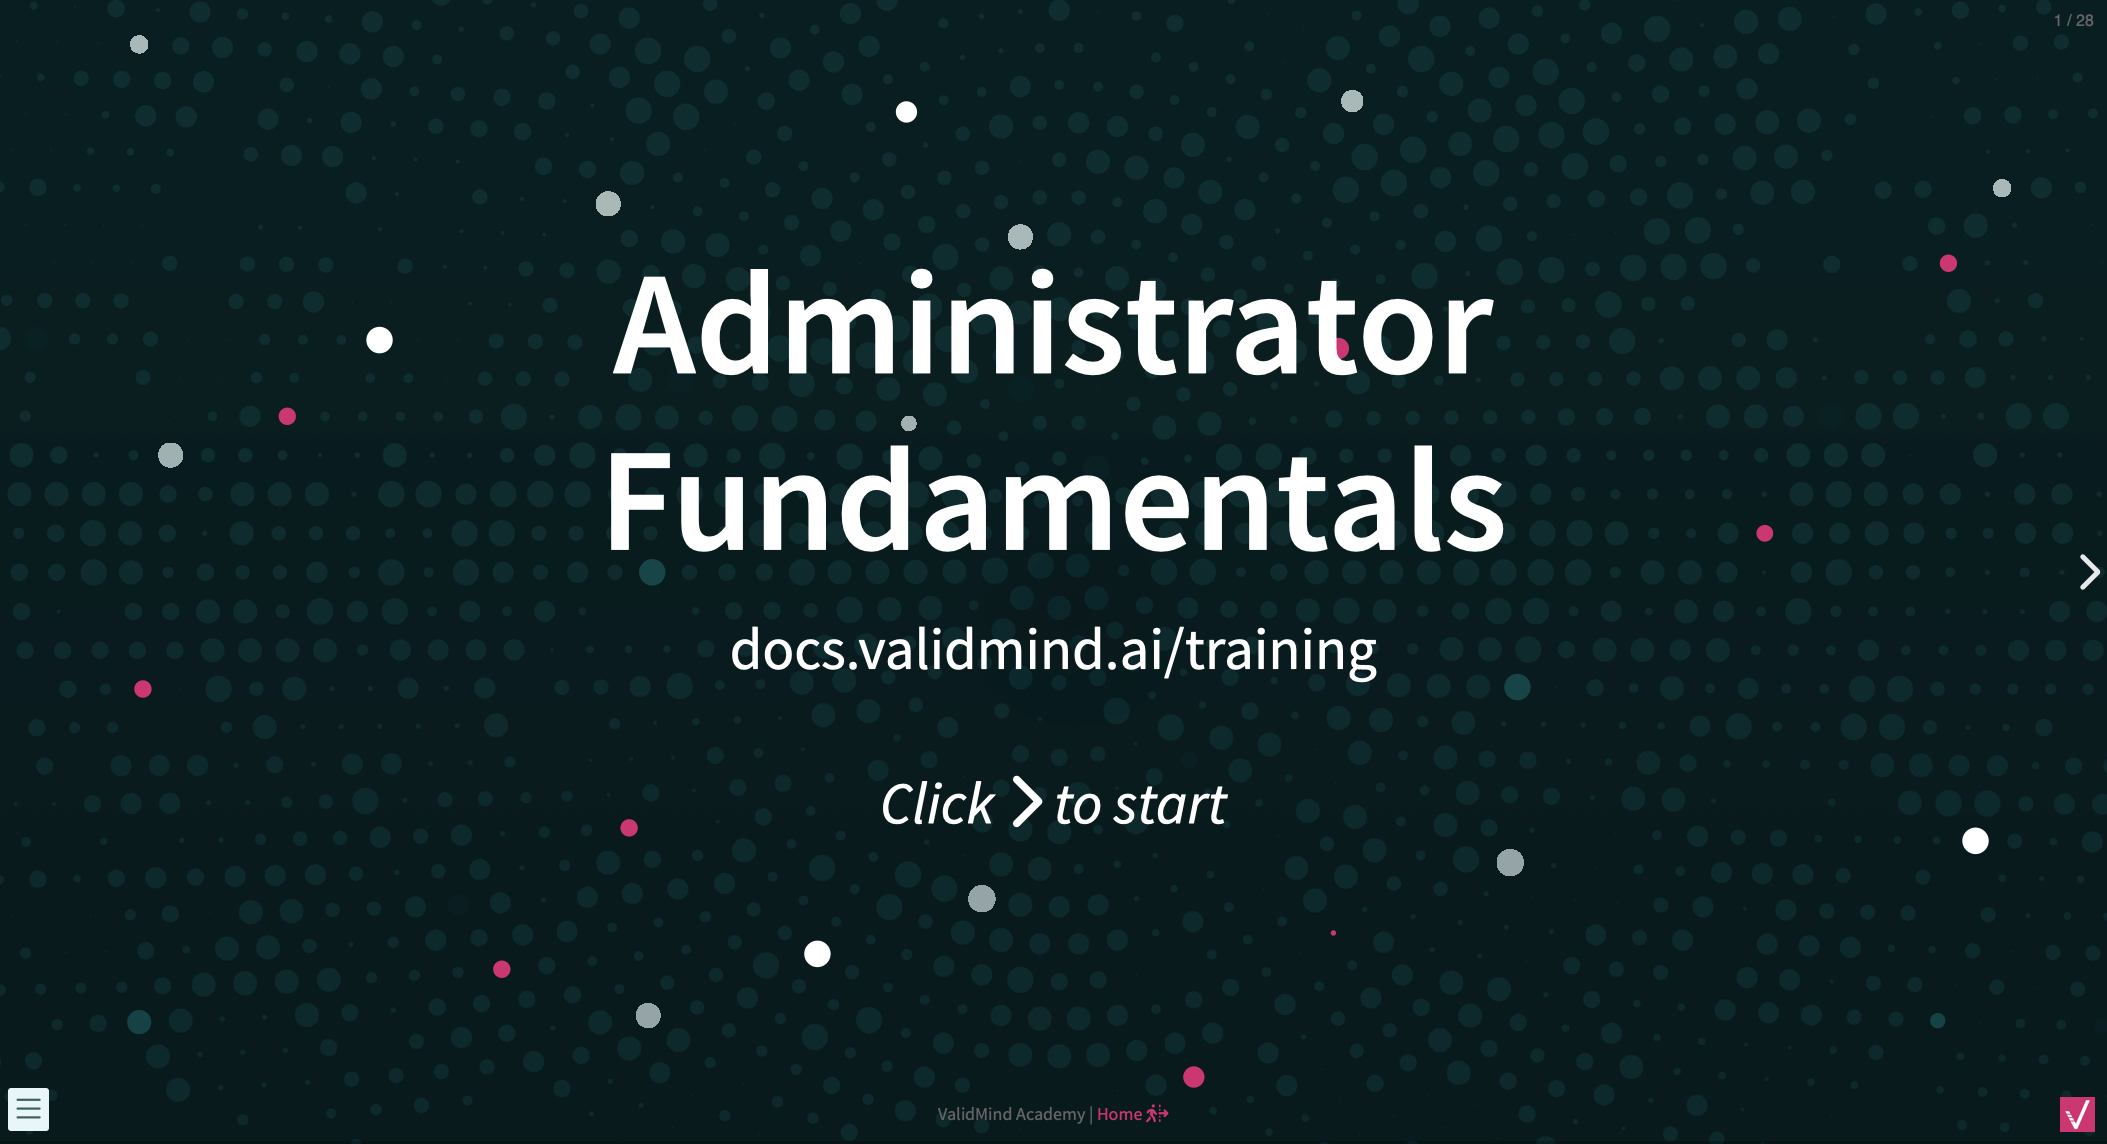 1 / 28
Administrator
Fundamentals
docs.validmind.ai/training
Click > to start
ValidMind Academy | Home